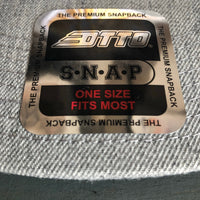 THE PREMIUM SNAPBACK
THE PREMIUM SNAPBACK
OTTO
S·N·A·P
ONE SIZE
FITS MOST
THE PREMIUM SNAPBACK
THE PREMIUM SNAPBACK